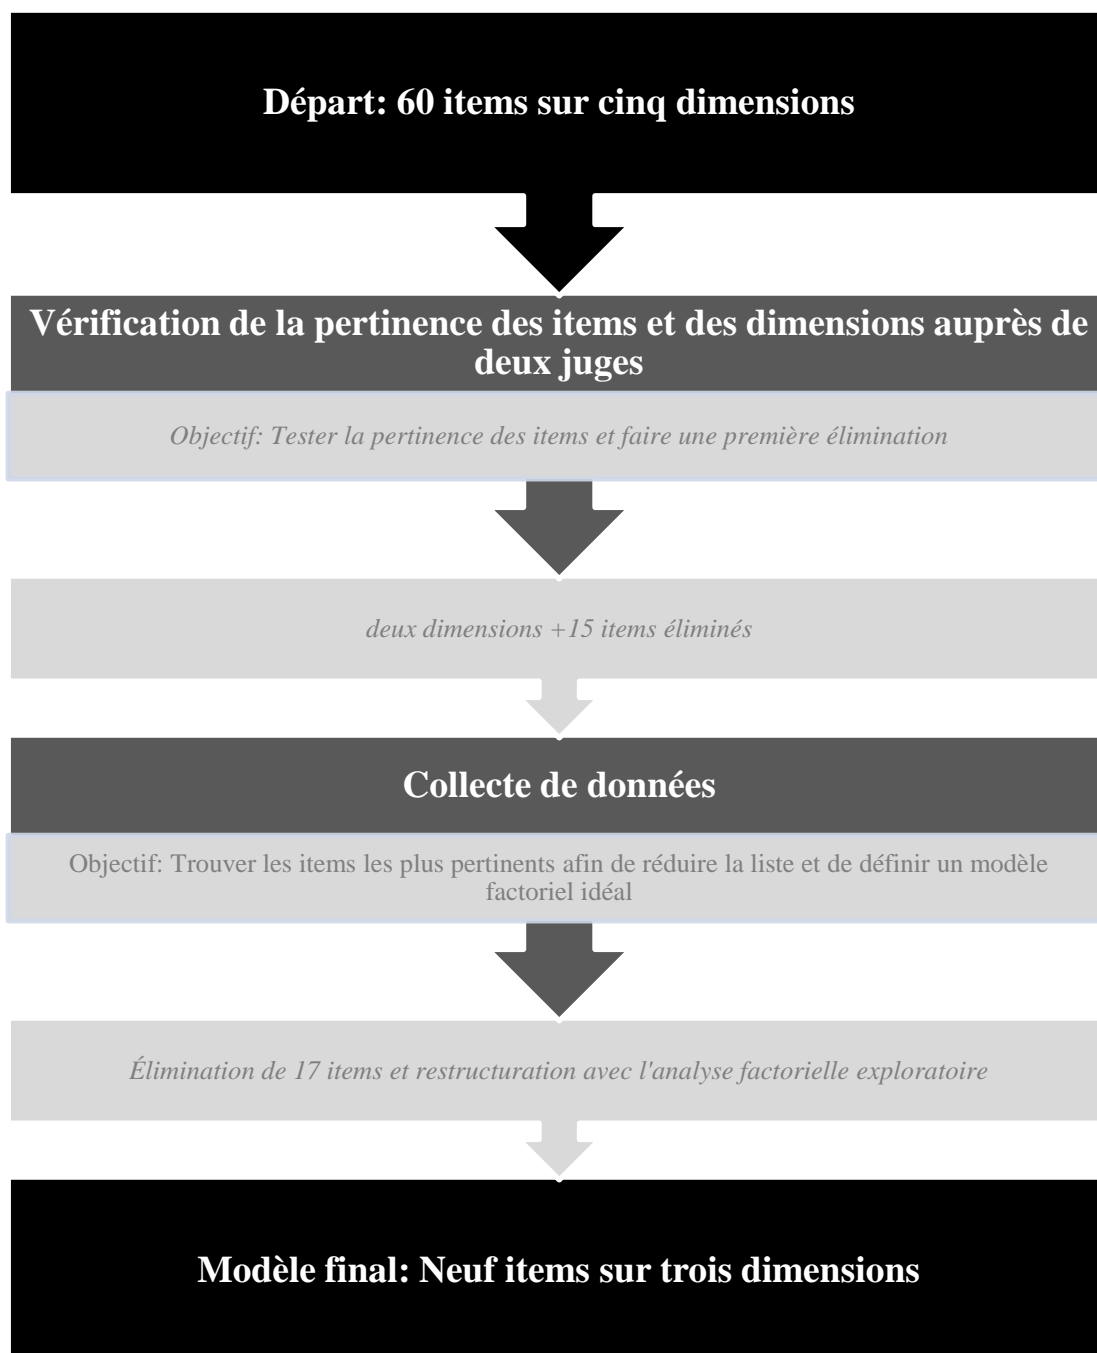 Départ: 60 items sur cinq dimensions
Vérification de la pertinence des items et des dimensions auprès de
deux juges
Objectif: Tester la pertinence des items et faire une première élimination
deux dimensions +15 items éliminés
Collecte de données
Objectif: Trouver les items les plus pertinents afin de réduire la liste et de définir un modèle
factoriel idéal
Élimination de 17 items et restructuration avec l'analyse factorielle exploratoire
Modèle final: Neuf items sur trois dimensions